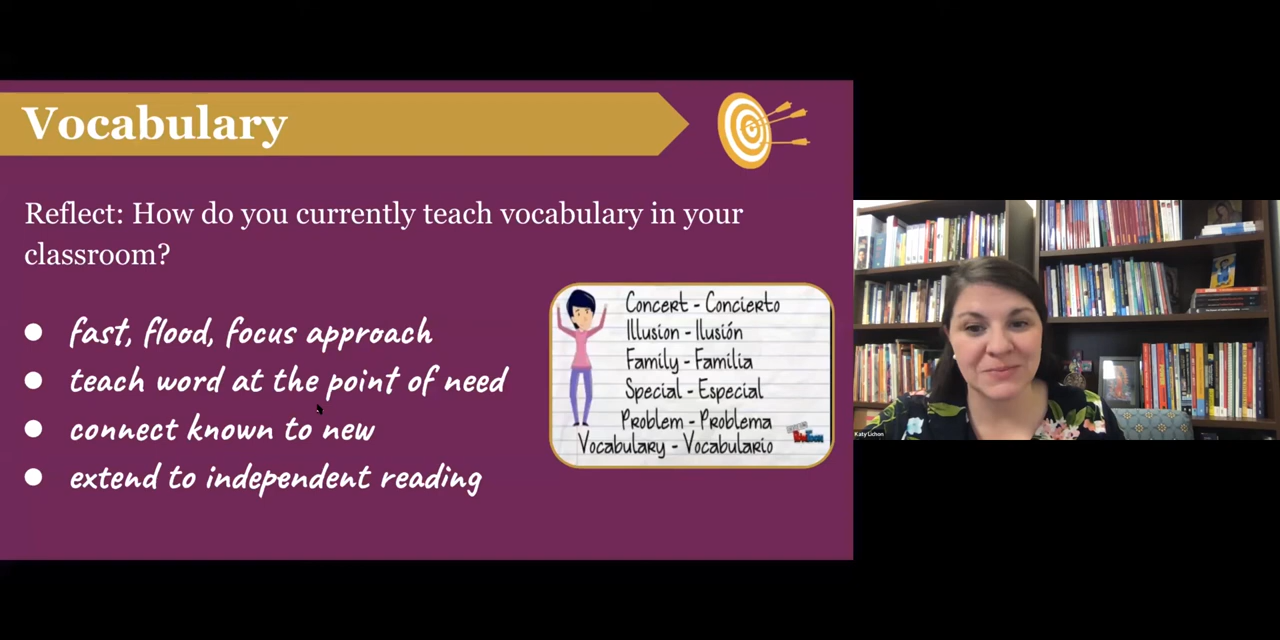 Vocabulary
Reflect: How do you currently teach vocabulary in your
classroom?
fast, flood, focus approach
teach word at the point of need
connect known to new
extend to independent reading
Concert - Concierto
Illusion - Ilusión
Family - Familia
Special - Especial
Problem - Problema
Vocabulary - Vocabulario
Katy Lichon